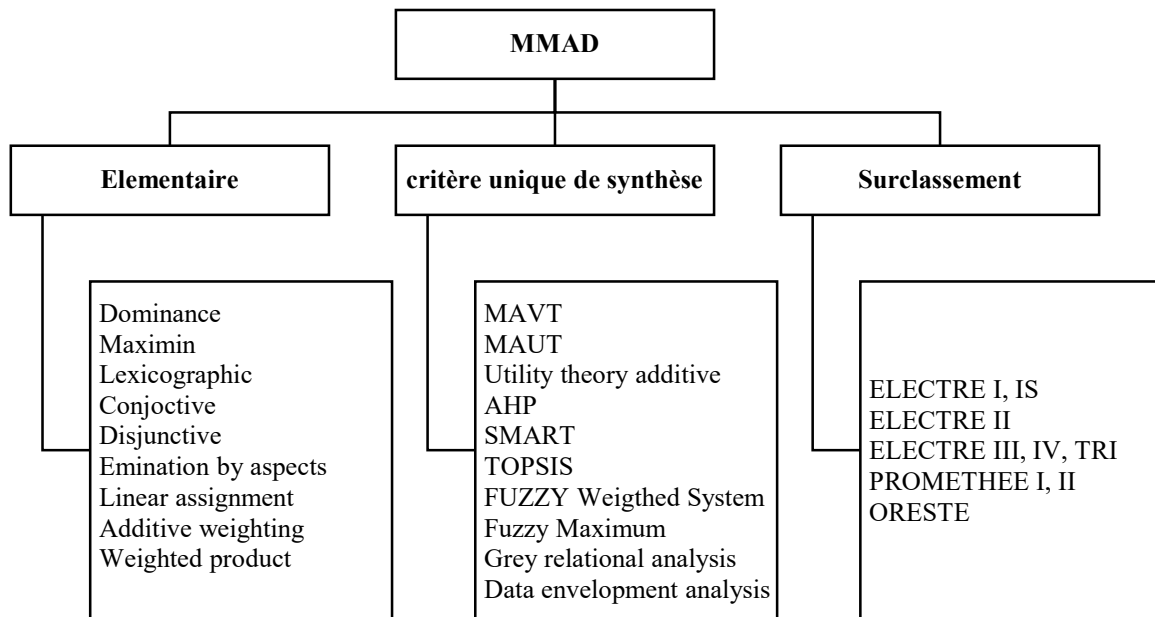 MMAD
Elementaire
critère unique de synthèse
Surclassement
Dominance
Maximin
Lexicographic
Conjoctive
Disjunctive
Emination by aspects
Linear assignment
Additive weighting
Weighted product
MAVT
MAUT
Utility theory additive
AHP
SMART
TOPSIS
FUZZY Weigthed System
Fuzzy Maximum
Grey relational analysis
Data envelopment analysis
ELECTRE I, IS
ELECTRE II
ELECTRE III, IV, TRI
PROMETHEE I, II
ORESTE